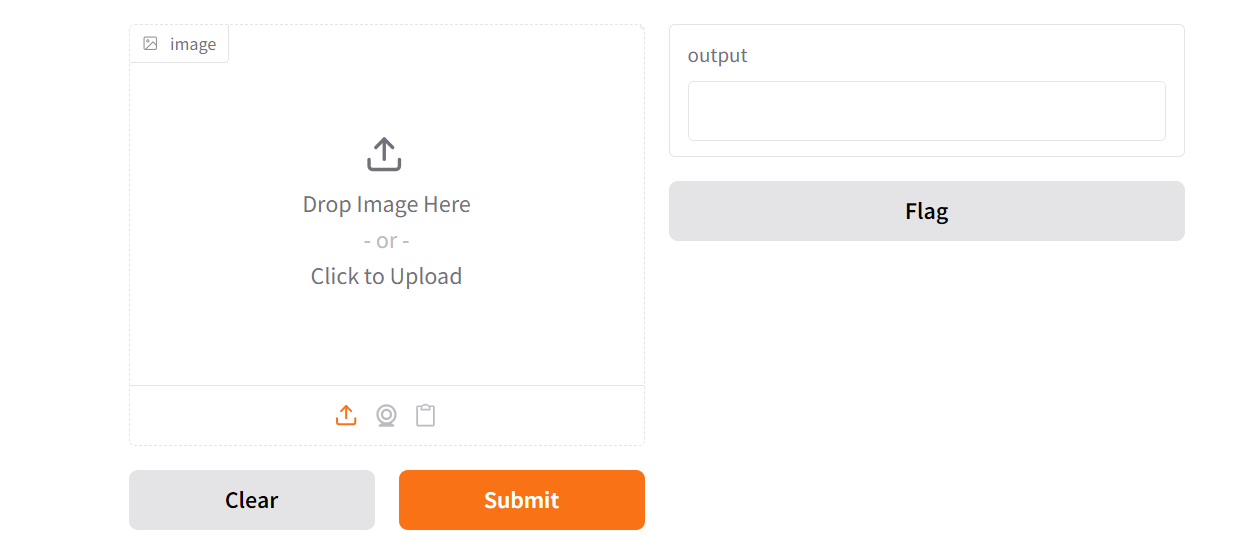 image
Drop Image Here
- or -
Click to Upload
Clear
Submit
output
Flag